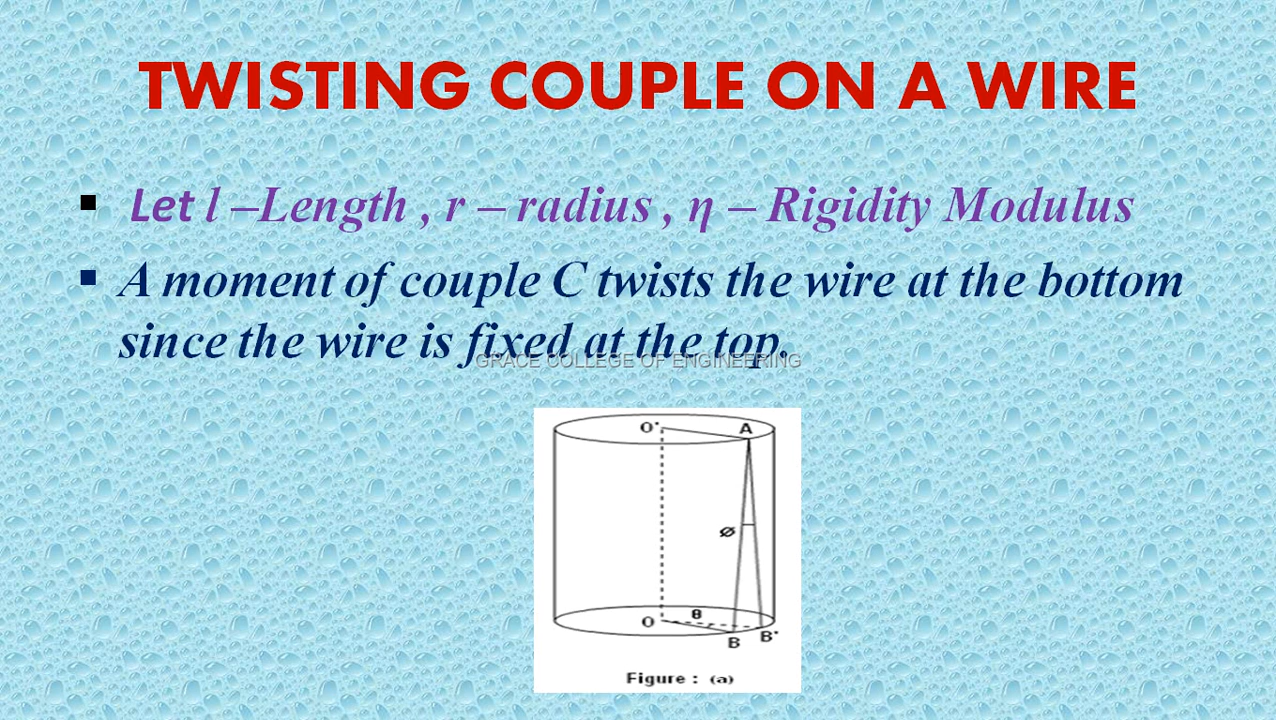 TWISTING COUPLE ON A WIRE
▪ Let l –Length , r – radius , η – Rigidity Modulus
▪ A moment of couple C twists the wire at the bottom
since the wire is fixed at the top.
GRACE COLLEGE OF ENGINEERING
O' A
Ø
θ
O B B'
Figure : (a)